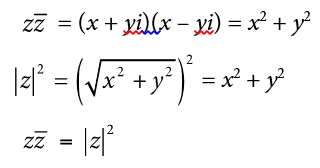 zz̅ = (x + yi)(x − yi) = x² + y²
|z|² = (√x² + y²)² = x² + y²
zz̅ = |z|²